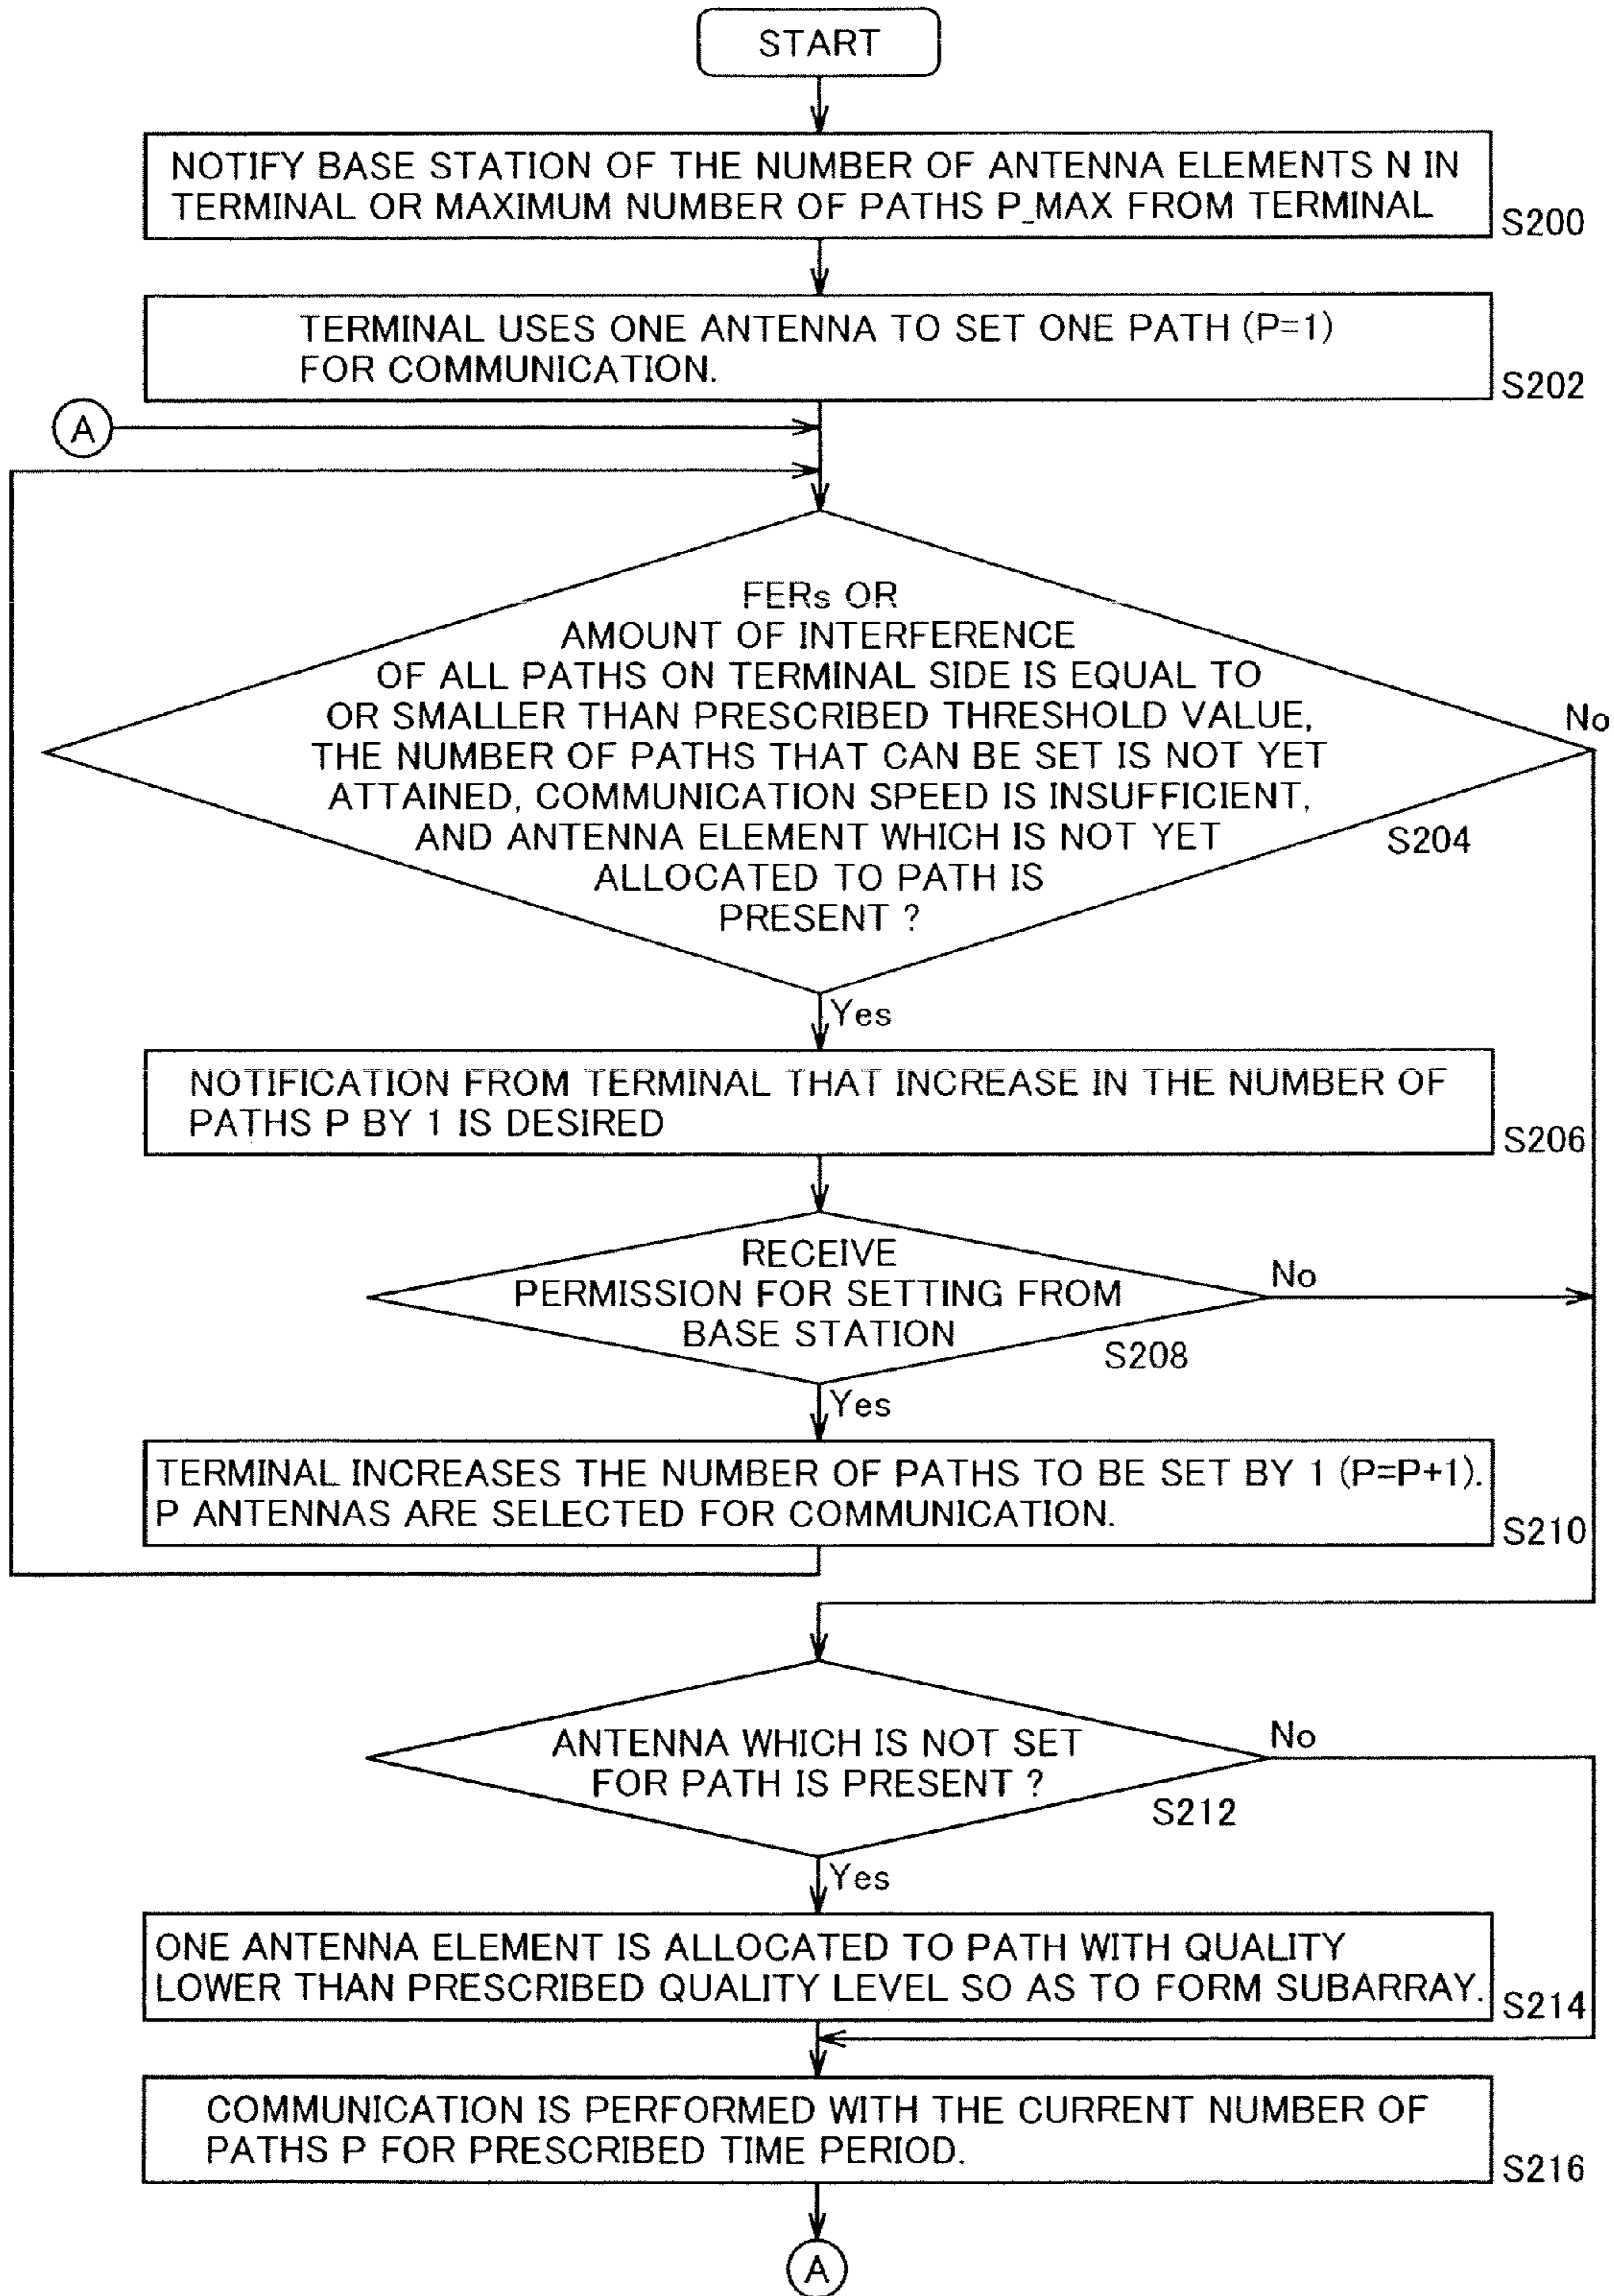 START
NOTIFY BASE STATION OF THE NUMBER OF ANTENNA ELEMENTS N IN
TERMINAL OR MAXIMUM NUMBER OF PATHS P_MAX FROM TERMINAL
S200
TERMINAL USES ONE ANTENNA TO SET ONE PATH (P=1)
FOR COMMUNICATION.
S202
A
FERs OR
AMOUNT OF INTERFERENCE
OF ALL PATHS ON TERMINAL SIDE IS EQUAL TO
OR SMALLER THAN PRESCRIBED THRESHOLD VALUE,
No
THE NUMBER OF PATHS THAT CAN BE SET IS NOT YET
ATTAINED, COMMUNICATION SPEED IS INSUFFICIENT,
AND ANTENNA ELEMENT WHICH IS NOT YET
S204
ALLOCATED TO PATH IS
PRESENT ?
Yes
NOTIFICATION FROM TERMINAL THAT INCREASE IN THE NUMBER OF
PATHS P BY 1 IS DESIRED
S206
RECEIVE
PERMISSION FOR SETTING FROM
BASE STATION
No
S208
Yes
TERMINAL INCREASES THE NUMBER OF PATHS TO BE SET BY 1 (P=P+1).
P ANTENNAS ARE SELECTED FOR COMMUNICATION.
S210
ANTENNA WHICH IS NOT SET
FOR PATH IS PRESENT ?
No
S212
Yes
ONE ANTENNA ELEMENT IS ALLOCATED TO PATH WITH QUALITY
LOWER THAN PRESCRIBED QUALITY LEVEL SO AS TO FORM SUBARRAY.
S214
COMMUNICATION IS PERFORMED WITH THE CURRENT NUMBER OF
PATHS P FOR PRESCRIBED TIME PERIOD.
S216
A